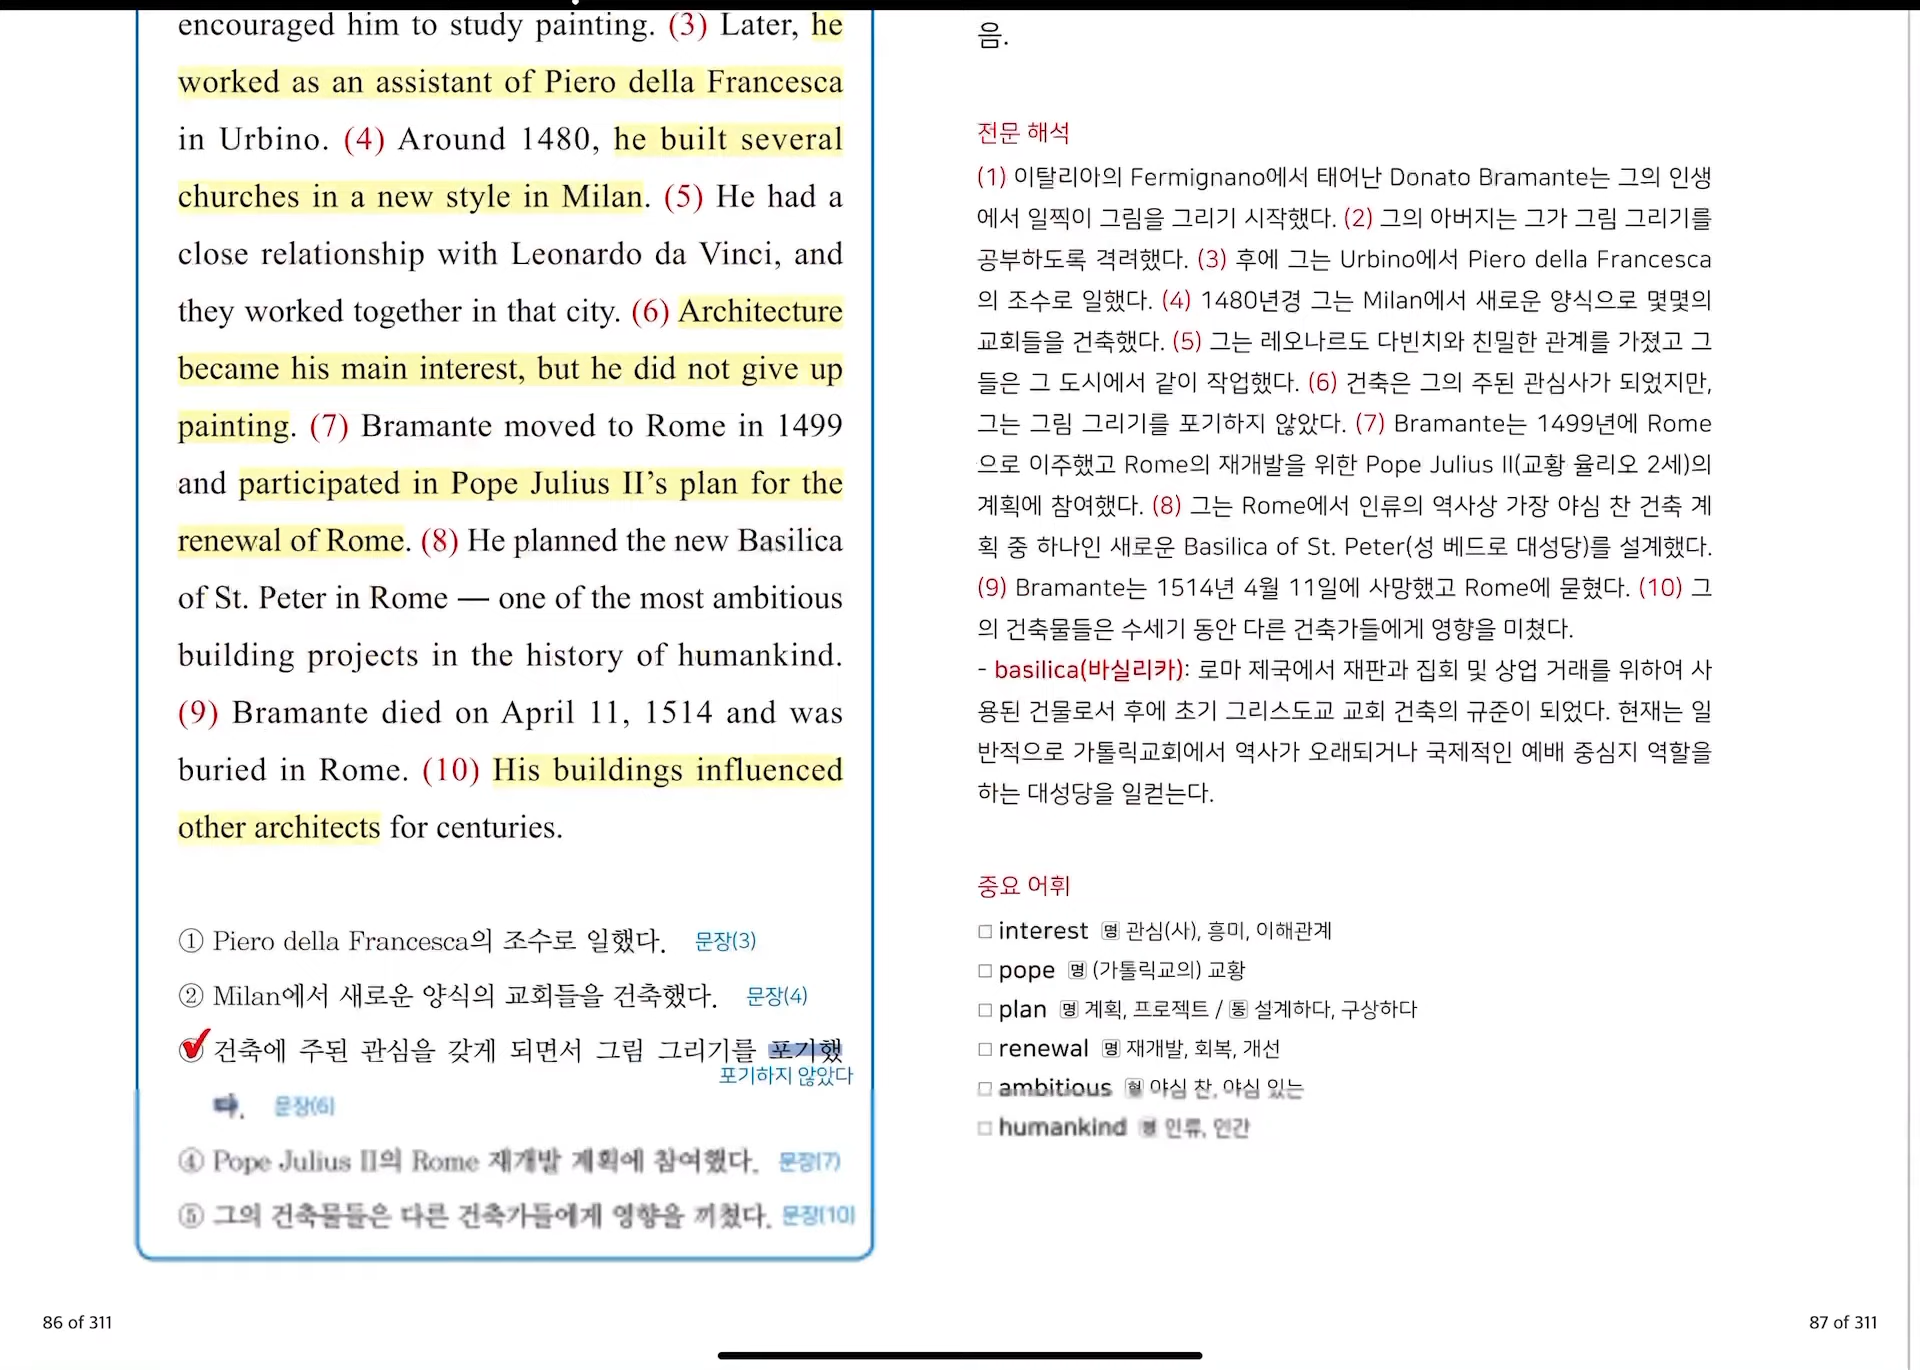 encouraged him to study painting. (3) Later, he
worked as an assistant of Piero della Francesca
in Urbino. (4) Around 1480, he built several
churches in a new style in Milan. (5) He had a
close relationship with Leonardo da Vinci, and
they worked together in that city. (6) Architecture
became his main interest, but he did not give up
painting. (7) Bramante moved to Rome in 1499
and participated in Pope Julius II's plan for the
renewal of Rome. (8) He planned the new Basilica
of St. Peter in Rome — one of the most ambitious
building projects in the history of humankind.
(9) Bramante died on April 11, 1514 and was
buried in Rome. (10) His buildings influenced
other architects for centuries.
① Piero della Francesca의 조수로 일했다. 문장(3)
② Milan에서 새로운 양식의 교회들을 건축했다. 문장(4)
건축에 주된 관심을 갖게 되면서 그림 그리기를 포기했
포기하지 않았다
다. 문장(6)
④ Pope Julius II의 Rome 재개발 계획에 참여했다. 문장(7)
⑤ 그의 건축물들은 다른 건축가들에게 영향을 끼쳤다. 문장(10)
86 of 311
음.
전문 해석
(1) 이탈리아의 Fermignano에서 태어난 Donato Bramante는 그의 인생
에서 일찍이 그림을 그리기 시작했다. (2) 그의 아버지는 그가 그림 그리기를
공부하도록 격려했다. (3) 후에 그는 Urbino에서 Piero della Francesca
의 조수로 일했다. (4) 1480년경 그는 Milan에서 새로운 양식으로 몇몇의
교회들을 건축했다. (5) 그는 레오나르도 다빈치와 친밀한 관계를 가졌고 그
들은 그 도시에서 같이 작업했다. (6) 건축은 그의 주된 관심사가 되었지만,
그는 그림 그리기를 포기하지 않았다. (7) Bramante는 1499년에 Rome
으로 이주했고 Rome의 재개발을 위한 Pope Julius II(교황 율리오 2세)의
계획에 참여했다. (8) 그는 Rome에서 인류의 역사상 가장 야심 찬 건축 계
획 중 하나인 새로운 Basilica of St. Peter(성 베드로 대성당)를 설계했다.
(9) Bramante는 1514년 4월 11일에 사망했고 Rome에 묻혔다. (10) 그
의 건축물들은 수세기 동안 다른 건축가들에게 영향을 미쳤다.
- basilica(바실리카): 로마 제국에서 재판과 집회 및 상업 거래를 위하여 사
용된 건물로서 후에 초기 그리스도교 교회 건축의 규준이 되었다. 현재는 일
반적으로 가톨릭교회에서 역사가 오래되거나 국제적인 예배 중심지 역할을
하는 대성당을 일컫는다.
중요 어휘
□ interest 명 관심(사), 흥미, 이해관계
□ pope 명 (가톨릭교의) 교황
□ plan 명 계획, 프로젝트 / 동 설계하다, 구상하다
□ renewal 명 재개발, 회복, 개선
□ ambitious 형 야심 찬, 야심 있는
□ humankind 명 인류, 인간
87 of 311